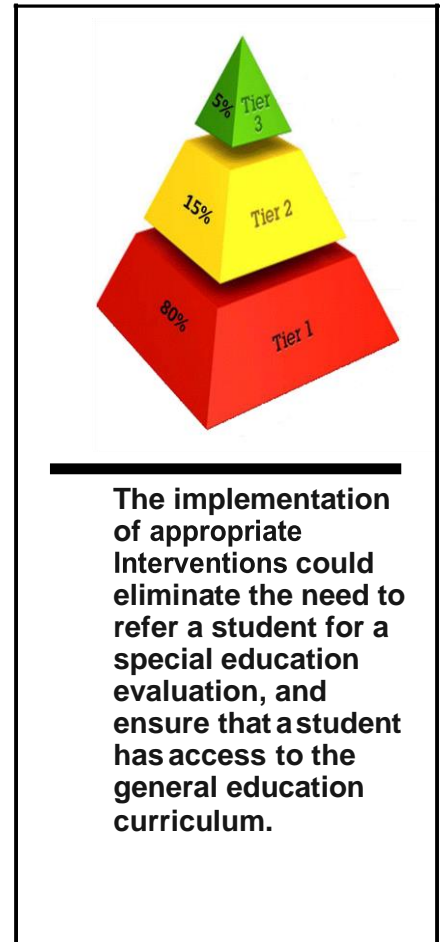 5% Tier
3
15% Tier 2
80% Tier 1
The implementation
of appropriate
Interventions could
eliminate the need to
refer a student for a
special education
evaluation, and
ensure that a student
has access to the
general education
curriculum.